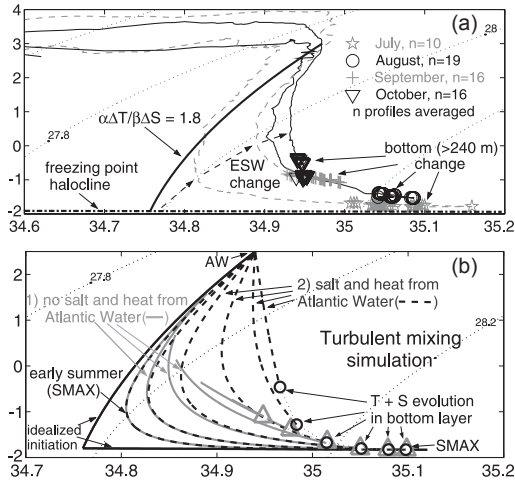 4
3
2
1
0
-1
-2
(a)
28
27.8
July, n=10
August, n=19
September, n=16
October, n=16
n profiles averaged
αΔT/βΔS = 1.8
freezing point
halocline
ESW
change
bottom (>240 m)
change
34.6
34.7
34.8
34.9
35
35.1
35.2
2
1
0
-1
-2
AW
(b)
27.8
28.2
1) no salt and heat from
Atlantic Water( )
2) salt and heat from
Atlantic Water( )
Turbulent mixing
simulation
early summer
(SMAX)
idealized
initiation
T + S evolution
in bottom layer
SMAX
34.7
34.8
34.9
35
35.1
35.2